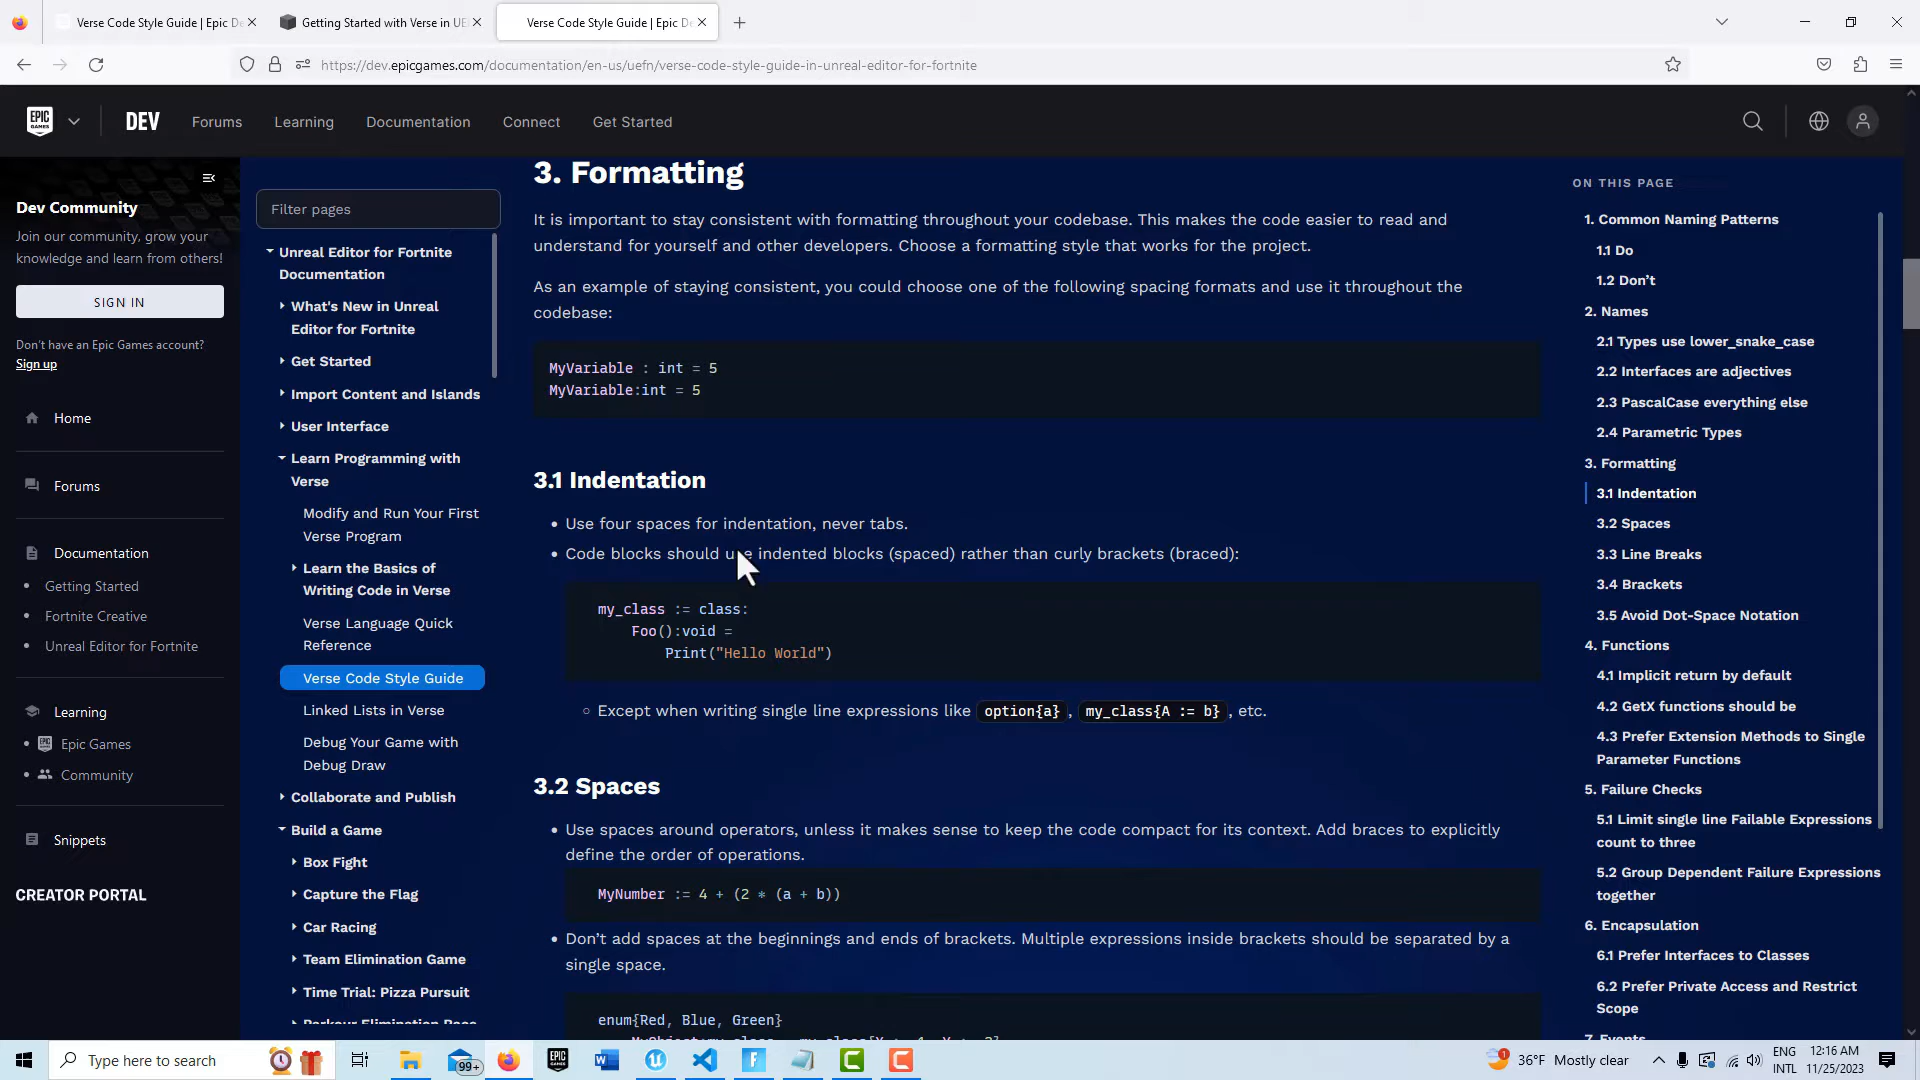 Verse Code Style Guide | Epic De
Getting Started with Verse in UE
Verse Code Style Guide | Epic De
https://dev.epicgames.com/documentation/en-us/uefn/verse-code-style-guide-in-unreal-editor-for-fortnite
EPIC GAMES
DEV
Forums
Learning
Documentation
Connect
Get Started
Dev Community
Join our community, grow your
knowledge and learn from others!
SIGN IN
Don't have an Epic Games account?
Sign up
Home
Forums
Documentation
Getting Started
Fortnite Creative
Unreal Editor for Fortnite
Learning
Epic Games
Community
Snippets
CREATOR PORTAL
Filter pages
Unreal Editor for Fortnite
Documentation
What's New in Unreal
Editor for Fortnite
Get Started
Import Content and Islands
User Interface
Learn Programming with
Verse
Modify and Run Your First
Verse Program
Learn the Basics of
Writing Code in Verse
Verse Language Quick
Reference
Verse Code Style Guide
Linked Lists in Verse
Debug Your Game with
Debug Draw
Collaborate and Publish
Build a Game
Box Fight
Capture the Flag
Car Racing
Team Elimination Game
Time Trial: Pizza Pursuit
Parkour Elimination Race
3. Formatting
It is important to stay consistent with formatting throughout your codebase. This makes the code easier to read and
understand for yourself and other developers. Choose a formatting style that works for the project.
As an example of staying consistent, you could choose one of the following spacing formats and use it throughout the
codebase:
MyVariable : int = 5
MyVariable:int = 5
3.1 Indentation
• Use four spaces for indentation, never tabs.
• Code blocks should use indented blocks (spaced) rather than curly brackets (braced):
my_class := class:
Foo():void =
Print("Hello World")
○ Except when writing single line expressions like option{a}, my_class{A := b}, etc.
3.2 Spaces
• Use spaces around operators, unless it makes sense to keep the code compact for its context. Add braces to explicitly
define the order of operations.
MyNumber := 4 + (2 * (a + b))
• Don't add spaces at the beginnings and ends of brackets. Multiple expressions inside brackets should be separated by a
single space.
enum{Red, Blue, Green}
ON THIS PAGE
1. Common Naming Patterns
1.1 Do
1.2 Don't
2. Names
2.1 Types use lower_snake_case
2.2 Interfaces are adjectives
2.3 PascalCase everything else
2.4 Parametric Types
3. Formatting
3.1 Indentation
3.2 Spaces
3.3 Line Breaks
3.4 Brackets
3.5 Avoid Dot-Space Notation
4. Functions
4.1 Implicit return by default
4.2 GetX functions should be
4.3 Prefer Extension Methods to Single
Parameter Functions
5. Failure Checks
5.1 Limit single line Failable Expressions
count to three
5.2 Group Dependent Failure Expressions
together
6. Encapsulation
6.1 Prefer Interfaces to Classes
6.2 Prefer Private Access and Restrict
Scope
7. Events
Type here to search
99+
36°F Mostly clear
ENG
INTL
12:16 AM
11/25/2023